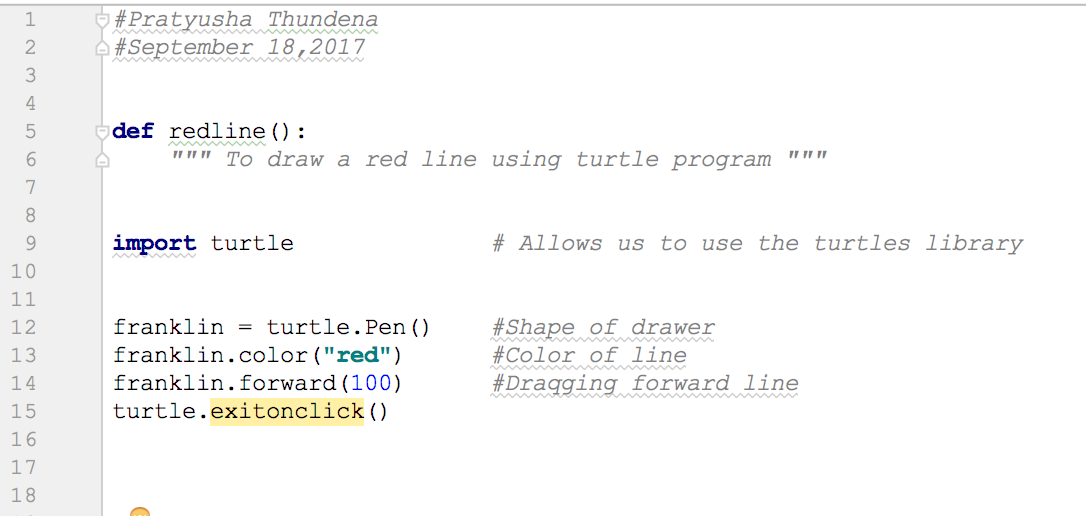 1 #Pratyusha Thundena
2 #September 18,2017
3
4
5 def redline():
6 """ To draw a red line using turtle program """
7
8
9 import turtle # Allows us to use the turtles library
10
11
12 franklin = turtle.Pen() #Shape of drawer
13 franklin.color("red") #Color of line
14 franklin.forward(100) #Draqging forward line
15 turtle.exitonclick()
16
17
18